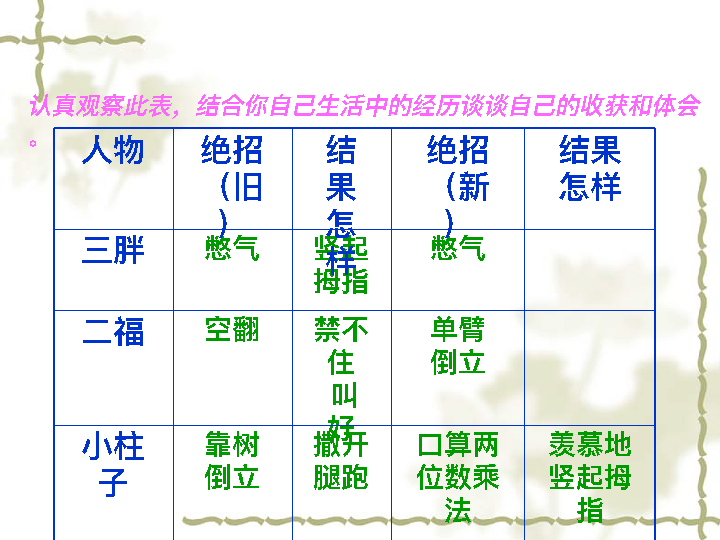 认真观察此表，结合你自己生活中的经历谈谈自己的收获和体会
。
人物 绝招（旧） 结果怎样 绝招（新） 结果怎样
三胖 憋气 竖起拇指 憋气
二福 空翻 禁不住叫好 单臂倒立
小柱子 靠树倒立 撒开腿跑 口算两位数乘法 羡慕地竖起拇指